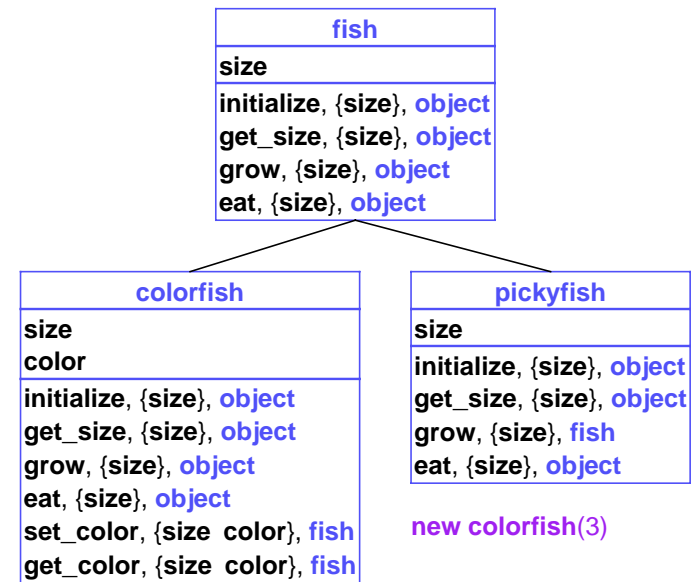 fish
size
initialize, {size}, object
get_size, {size}, object
grow, {size}, object
eat, {size}, object
colorfish
size
color
initialize, {size}, object
get_size, {size}, object
grow, {size}, object
eat, {size}, object
set_color, {size color}, fish
get_color, {size color}, fish
pickyfish
size
initialize, {size}, object
get_size, {size}, object
grow, {size}, fish
eat, {size}, object
new colorfish(3)